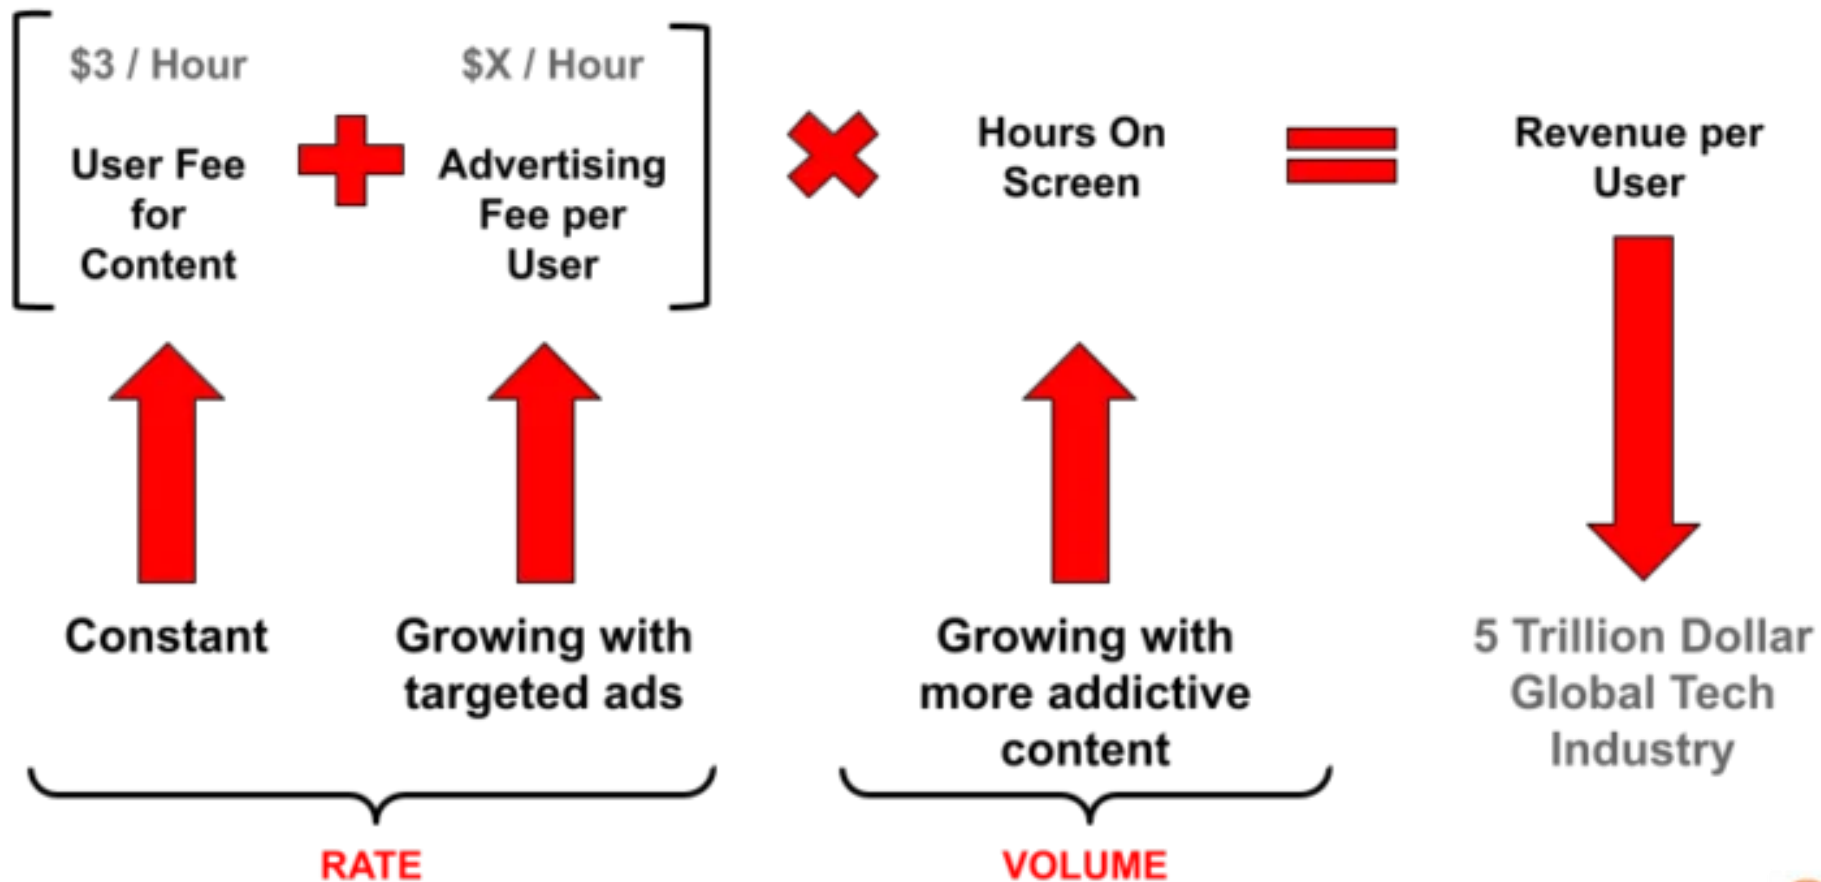 $3 / Hour
User Fee
for
Content
$X / Hour
Advertising
Fee per
User
Hours On
Screen
Revenue per
User
Constant
Growing with
targeted ads
Growing with
more addictive
content
5 Trillion Dollar
Global Tech
Industry
RATE
VOLUME